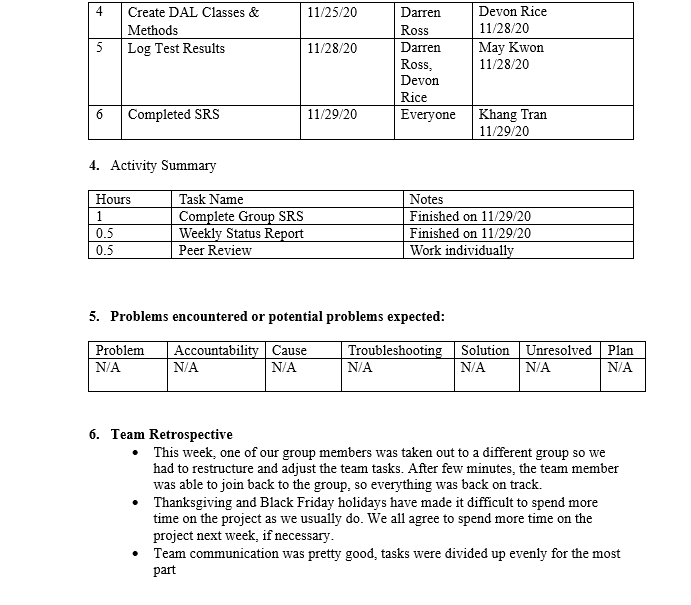 4 Create DAL Classes & 11/25/20 Darren Devon Rice
Methods Ross 11/28/20
5 Log Test Results 11/28/20 Darren May Kwon
Ross, 11/28/20
Devon
Rice
6 Completed SRS 11/29/20 Everyone Khang Tran
11/29/20
4. Activity Summary
Hours Task Name Notes
1 Complete Group SRS Finished on 11/29/20
0.5 Weekly Status Report Finished on 11/29/20
0.5 Peer Review Work individually
5. Problems encountered or potential problems expected:
Problem Accountability Cause Troubleshooting Solution Unresolved Plan
N/A N/A N/A N/A N/A N/A N/A
6. Team Retrospective
• This week, one of our group members was taken out to a different group so we
had to restructure and adjust the team tasks. After few minutes, the team member
was able to join back to the group, so everything was back on track.
• Thanksgiving and Black Friday holidays have made it difficult to spend more
time on the project as we usually do. We all agree to spend more time on the
project next week, if necessary.
• Team communication was pretty good, tasks were divided up evenly for the most
part